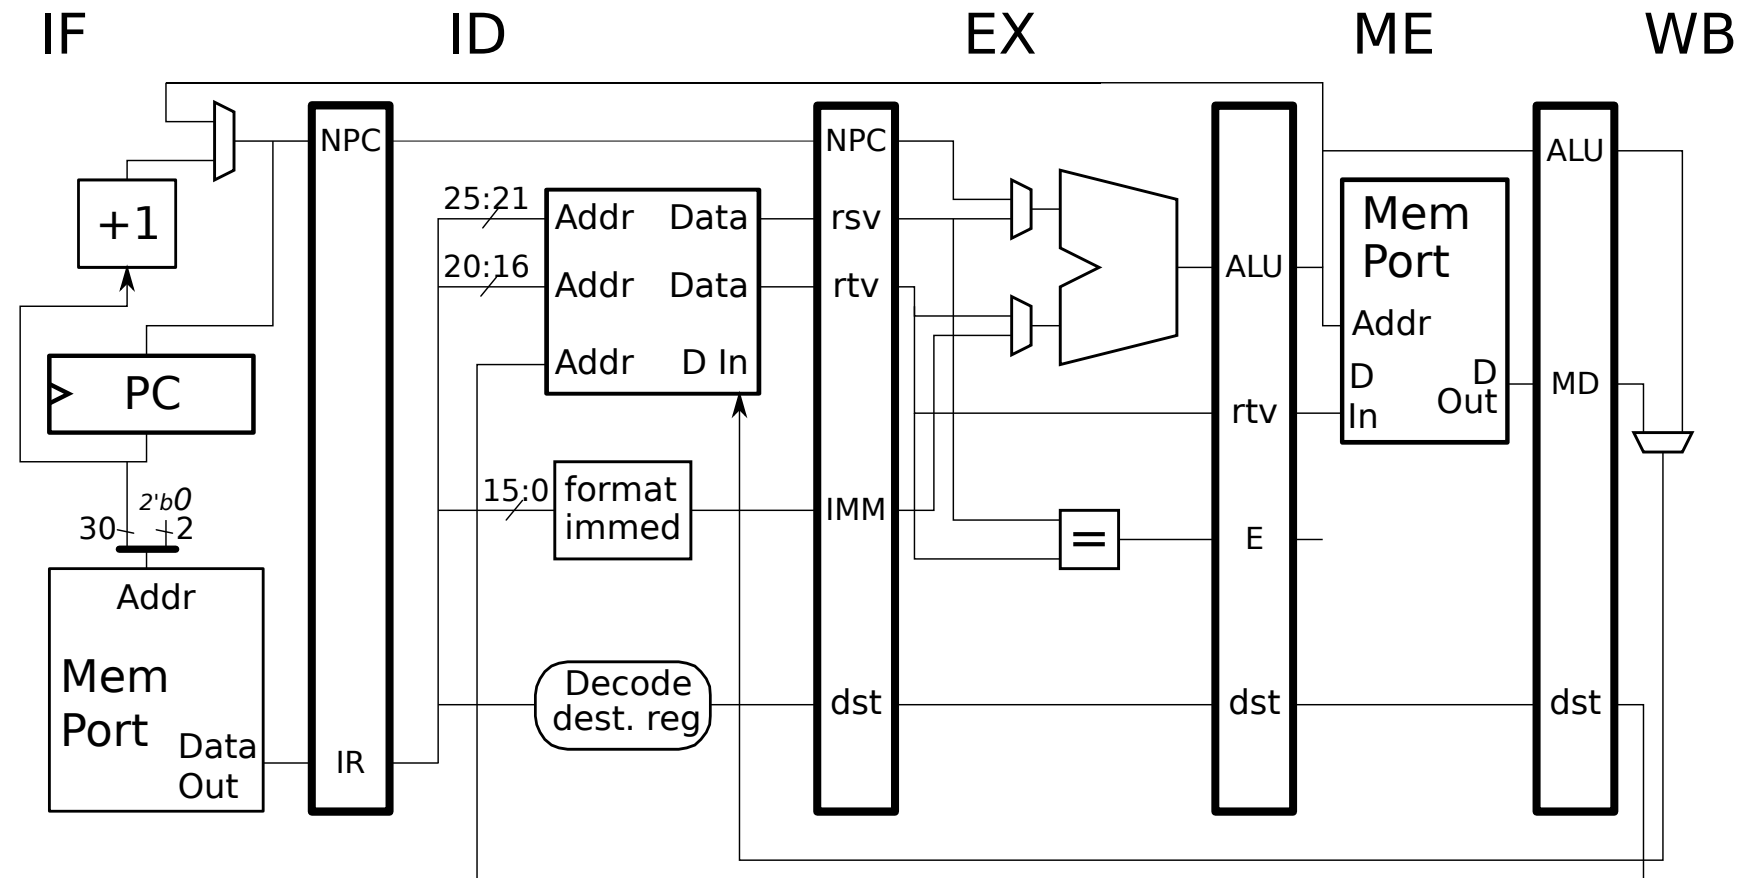 IF ID EX ME WB
NPC NPC ALU
+1
25:21
20:16
Addr Data
Addr Data
Addr D In
rsv
rtv
ALU
Mem
Port
Addr
D
In
D
Out
MD
PC
rtv
2'b0
30 2
15:0
format
immed
IMM
=
E
Addr
Mem
Port
Data
Out
IR
Decode
dest. reg
dst dst dst